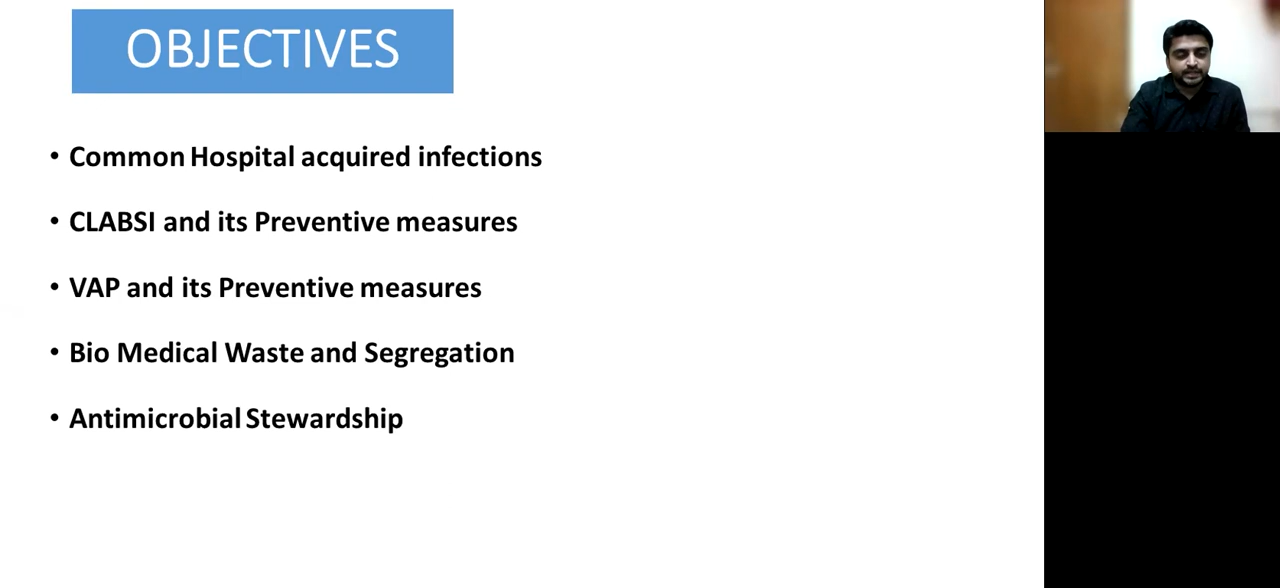 OBJECTIVES
• Common Hospital acquired infections
• CLABSI and its Preventive measures
• VAP and its Preventive measures
• Bio Medical Waste and Segregation
• Antimicrobial Stewardship